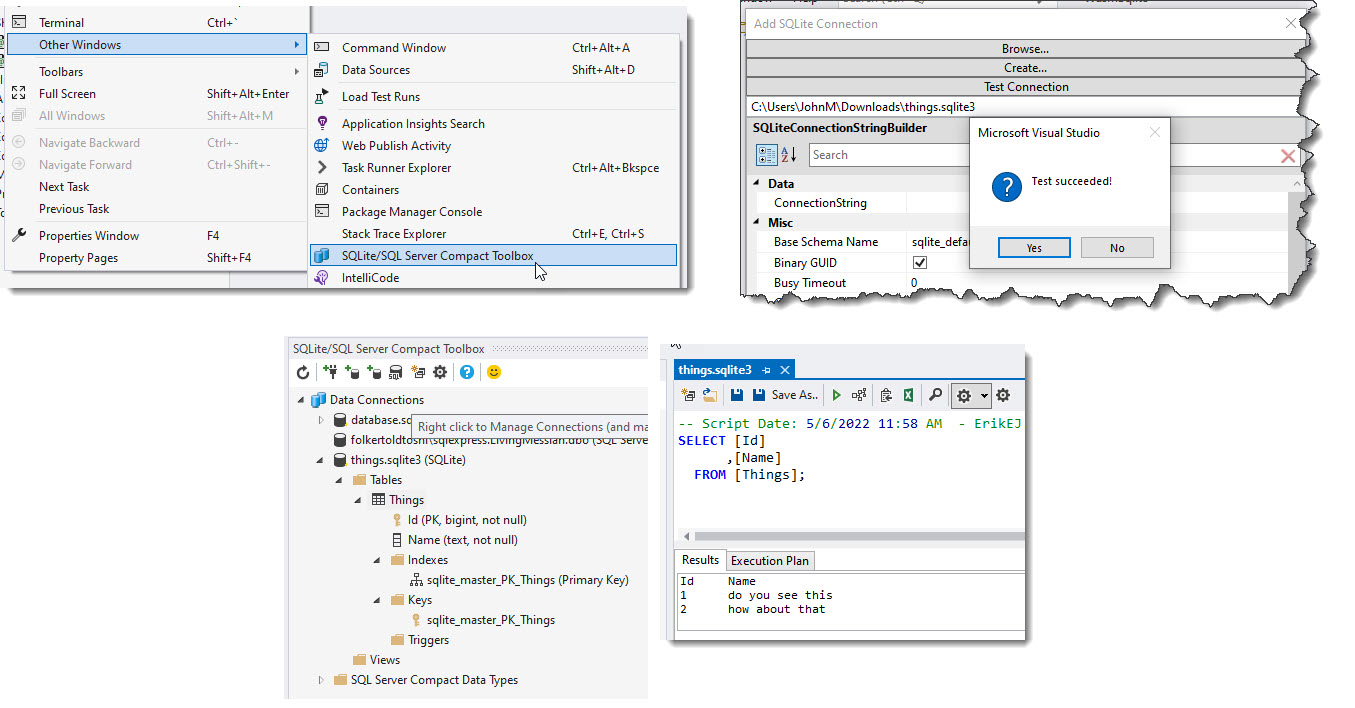 Terminal Ctrl+`
Other Windows
Toolbars
Full Screen Shift+Alt+Enter
All Windows Shift+Alt+M
Navigate Backward Ctrl+-
Navigate Forward Ctrl+Shift+-
Next Task
Previous Task
Properties Window F4
Property Pages Shift+F4
Command Window Ctrl+Alt+A
Data Sources Shift+Alt+D
Load Test Runs
Application Insights Search
Web Publish Activity
Task Runner Explorer Ctrl+Alt+Bkspce
Containers
Package Manager Console
Stack Trace Explorer Ctrl+E, Ctrl+S
SQLite/SQL Server Compact Toolbox
IntelliCode
Add SQLite Connection
Browse...
Create...
Test Connection
C:\Users\JohnM\Downloads\things.sqlite3
SQLiteConnectionStringBuilder
Search
Data
ConnectionString
Misc
Base Schema Name sqlite_defau
Binary GUID
Busy Timeout 0
Microsoft Visual Studio
Test succeeded!
Yes No
SQLite/SQL Server Compact Toolbox
Data Connections
database.sq
Right click to Manage Connections (and ma
folkertoldtoshi\sqlexpress.LivingMessiah.dbo (SQL Serve
things.sqlite3 (SQLite)
Tables
Things
Id (PK, bigint, not null)
Name (text, not null)
Indexes
sqlite_master_PK_Things (Primary Key)
Keys
sqlite_master_PK_Things
Triggers
Views
SQL Server Compact Data Types
things.sqlite3
Save As..
-- Script Date: 5/6/2022 11:58 AM - ErikEJ
SELECT [Id]
,[Name]
FROM [Things];
Results Execution Plan
Id Name
1 do you see this
2 how about that